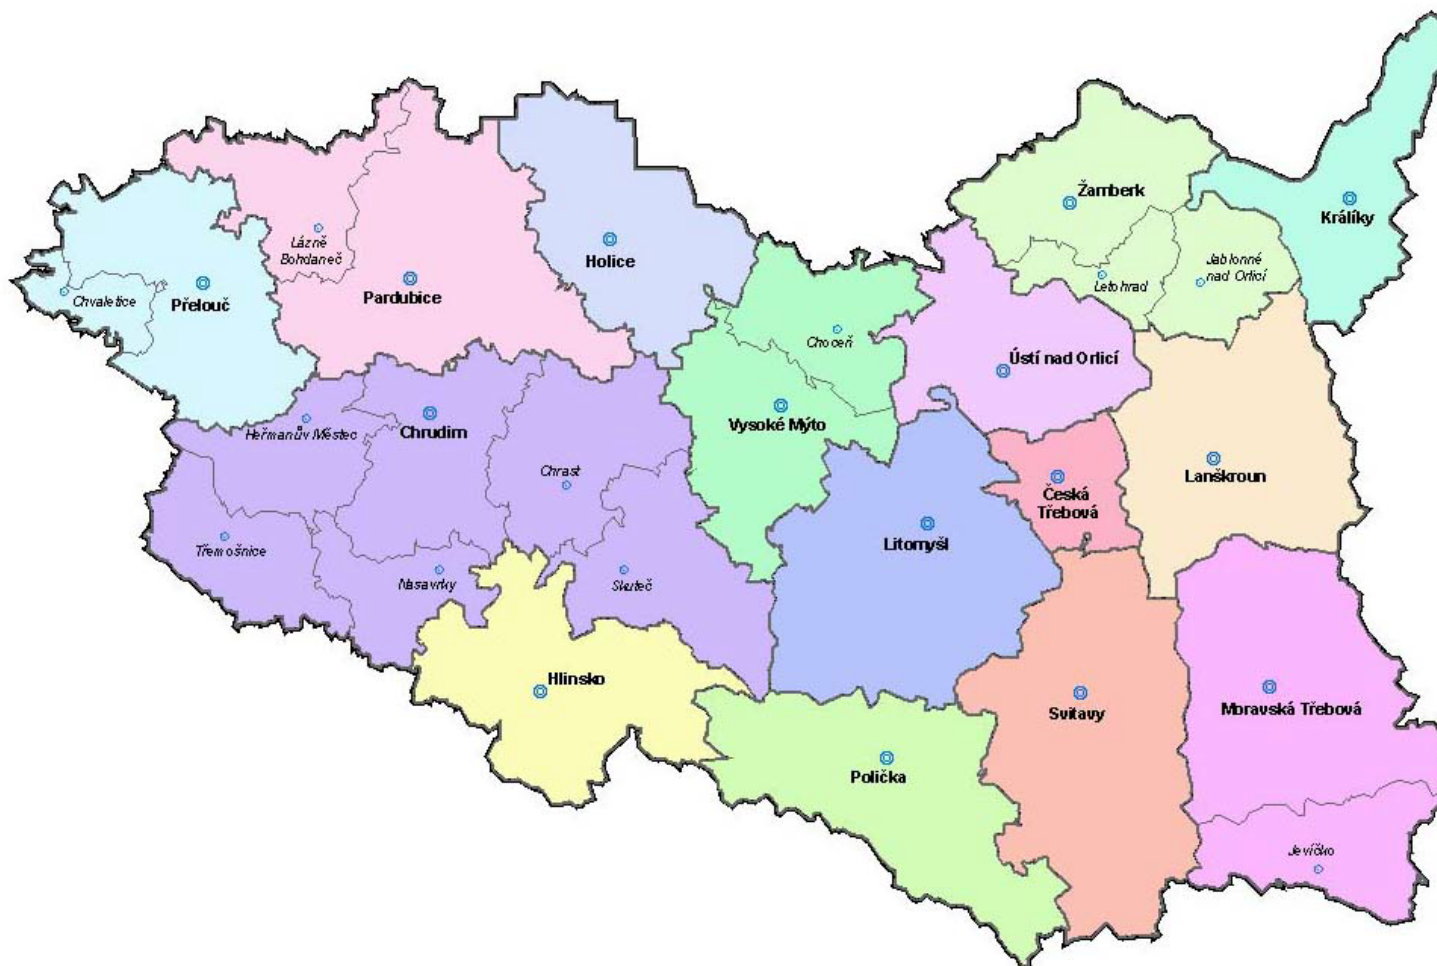 Žamberk
Králíky
Lázně
Bohdaneč
Holice
Jablonné
nad Orlicí
Letohrad
Chvaletice
Přelouč
Pardubice
Choceň
Ústí nad Orlicí
Heřmanův Městec
Chrudim
Vysoké Mýto
Chrast
Lanškroun
Česká
Třebová
Třemošnice
Litomyšl
Nasavrky
Skuteč
Hlinsko
Svitavy
Moravská Třebová
Polička
Jevíčko